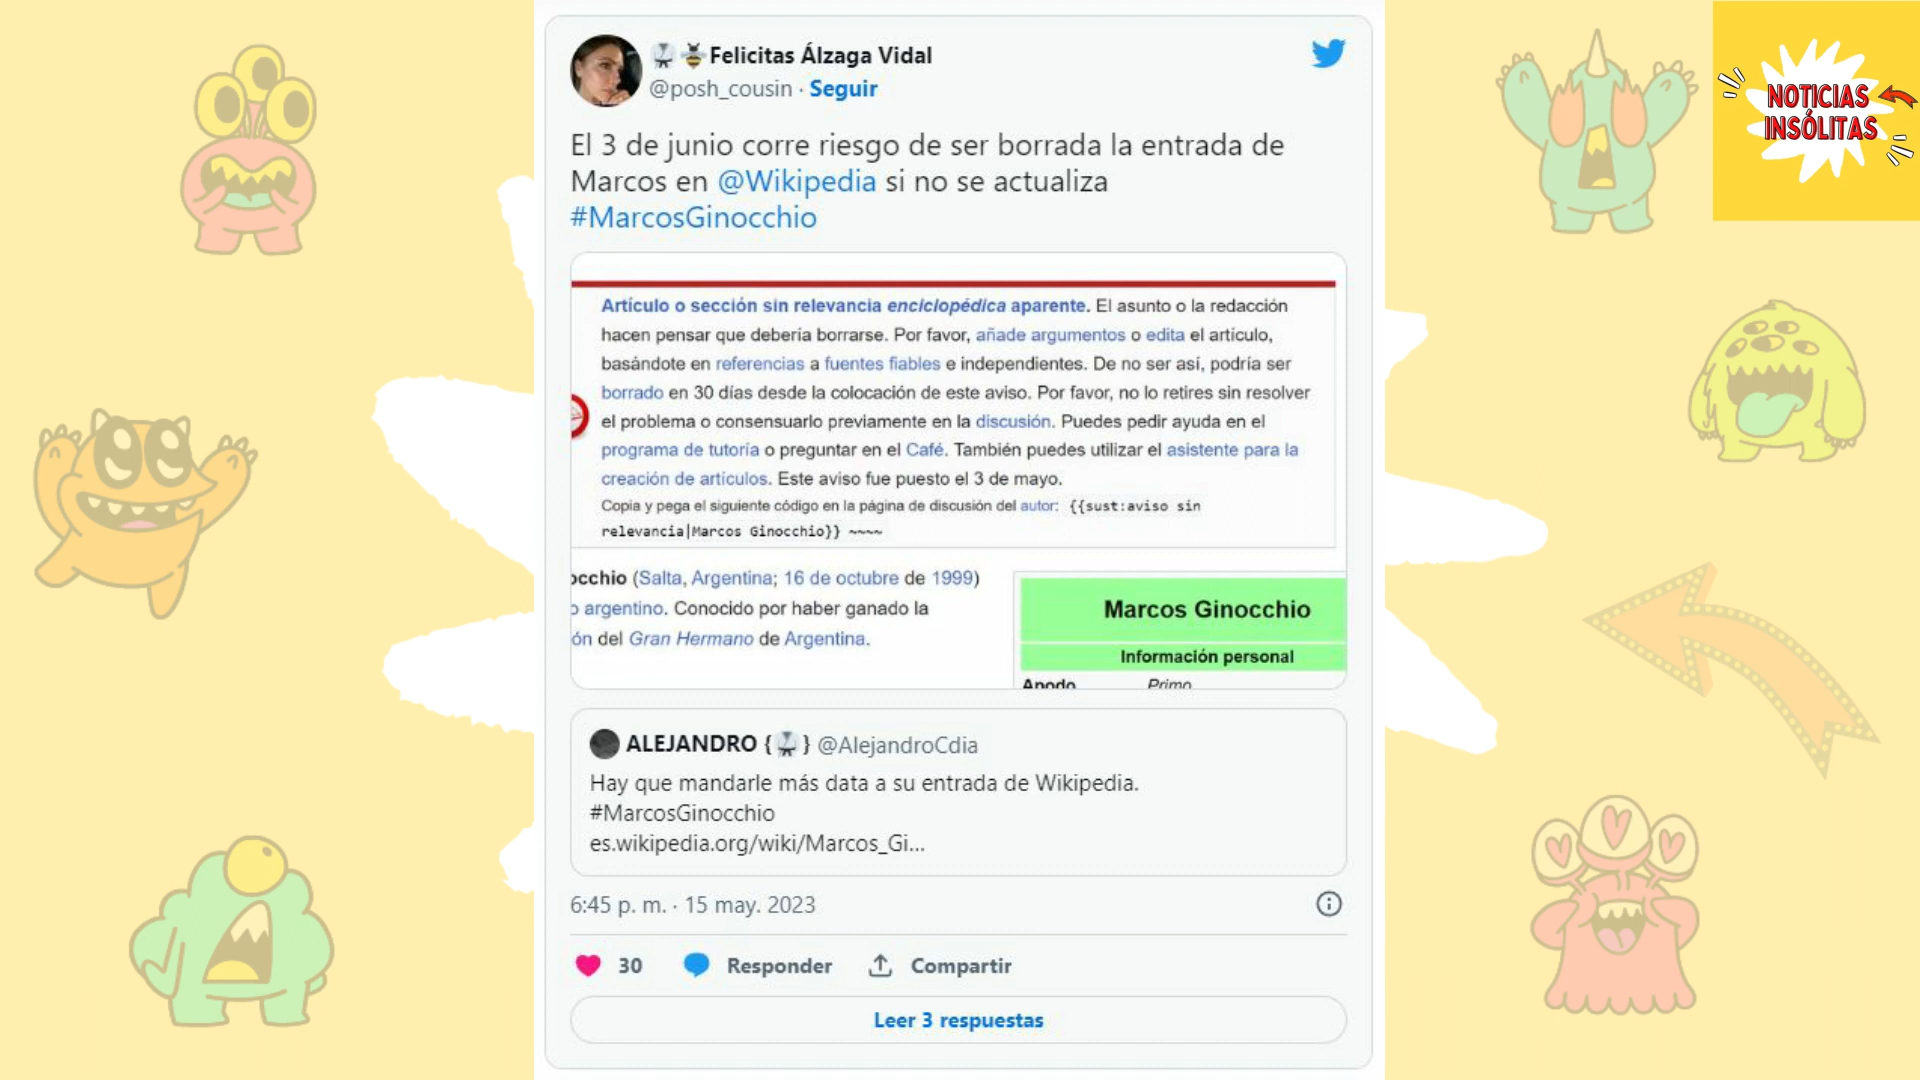 Felicitas Álzaga Vidal
@posh_cousin · Seguir
NOTICIAS
INSÓLITAS
El 3 de junio corre riesgo de ser borrada la entrada de
Marcos en @Wikipedia si no se actualiza
#MarcosGinocchio
Artículo o sección sin relevancia enciclopédica aparente. El asunto o la redacción
hacen pensar que debería borrarse. Por favor, añade argumentos o edita el artículo,
basándote en referencias a fuentes fiables e independientes. De no ser así, podría ser
borrado en 30 días desde la colocación de este aviso. Por favor, no lo retires sin resolver
el problema o consensuarlo previamente en la discusión. Puedes pedir ayuda en el
programa de tutoría o preguntar en el Café. También puedes utilizar el asistente para la
creación de artículos. Este aviso fue puesto el 3 de mayo.
Copia y pega el siguiente código en la página de discusión del autor: {{sust:aviso sin
relevancia|Marcos Ginocchio}} ~~~~
occhio (Salta, Argentina; 16 de octubre de 1999)
o argentino. Conocido por haber ganado la
ón del Gran Hermano de Argentina.
Marcos Ginocchio
Información personal
Apodo Primo
ALEJANDRO { } @AlejandroCdia
Hay que mandarle más data a su entrada de Wikipedia.
#MarcosGinocchio
es.wikipedia.org/wiki/Marcos_Gi...
6:45 p. m. · 15 may. 2023
30 Responder Compartir
Leer 3 respuestas